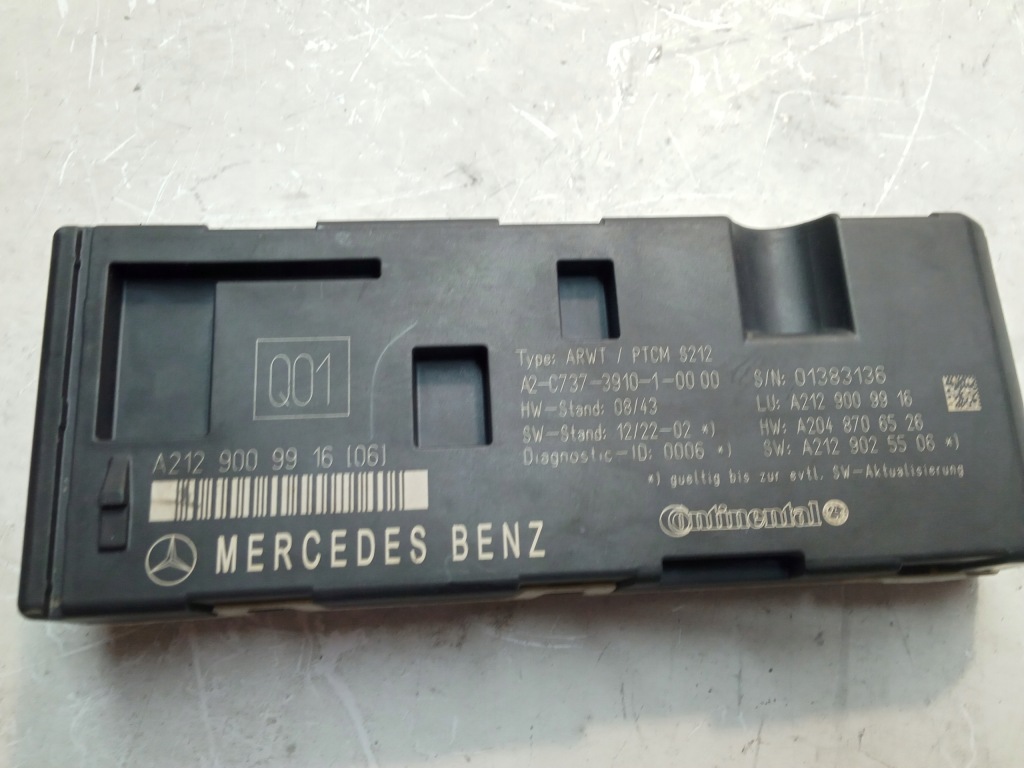 Q01
A212 900 99 16 [06]
MERCEDES BENZ
Type: ARWT / PTCM S212
A2-C737-3910-1-00 00
HW-Stand: 08/43
SW-Stand: 12/22-02 *)
Diagnostic-ID: 0006 *)
S/N: 01383136
LU: A212 900 99 16
HW: A204 870 65 26
SW: A212 902 55 06 *)
*) gueltig bis zur evtl. SW-Aktualisierung
Continental